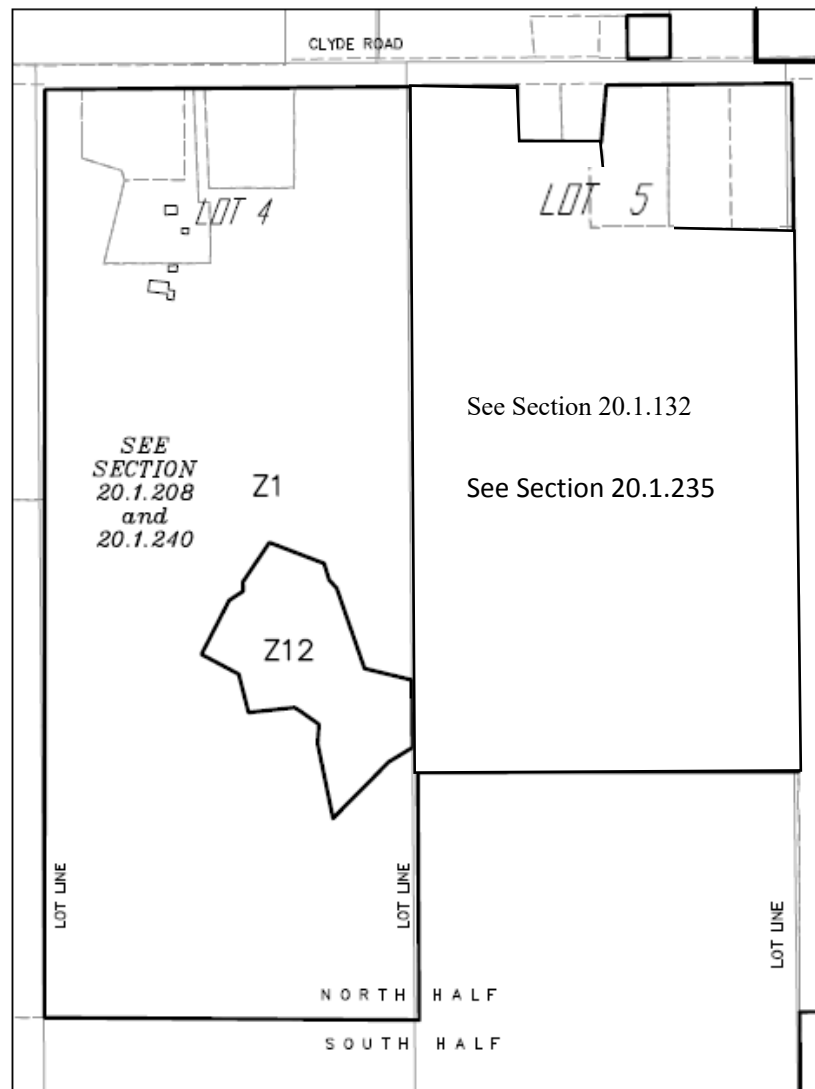 CLYDE ROAD
LOT 4
LOT 5
See Section 20.1.132
SEE
SECTION
20.1.208
and
20.1.240
Z1
See Section 20.1.235
Z12
LOT LINE
LOT LINE
LOT LINE
NORTH HALF
SOUTH HALF